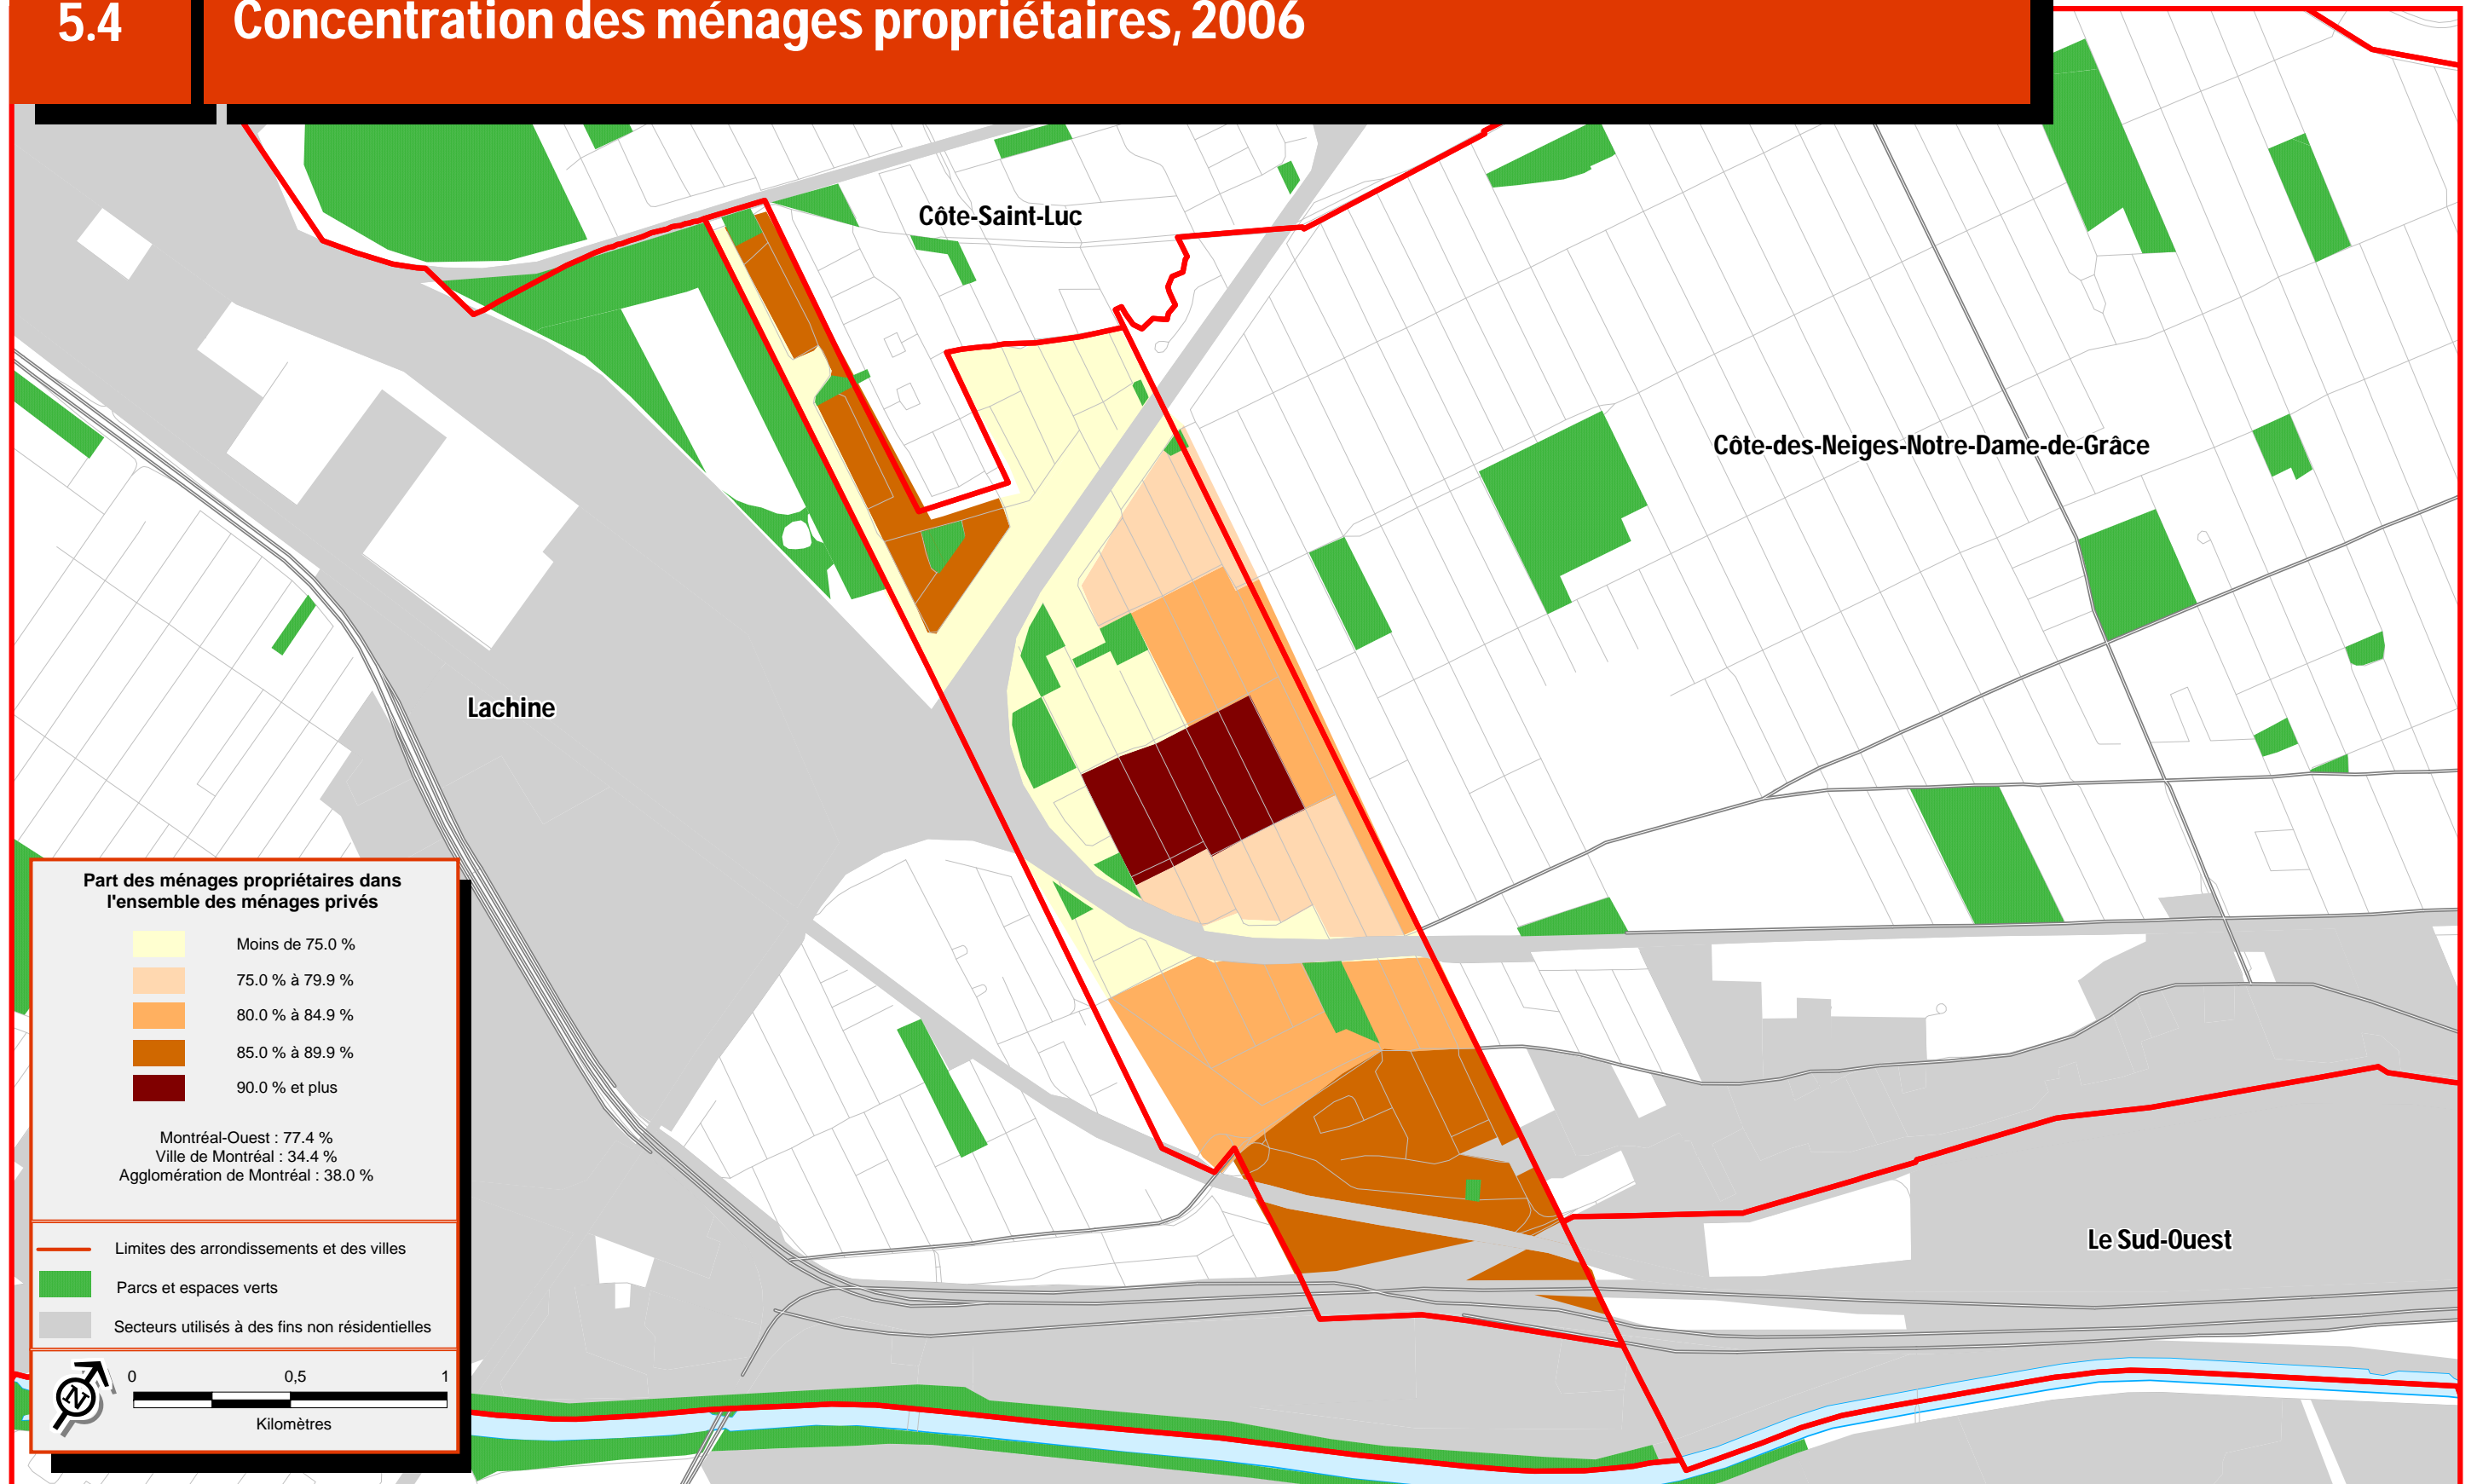 5.4
Concentration des ménages propriétaires, 2006
Côte-Saint-Luc
Côte-des-Neiges-Notre-Dame-de-Grâce
Lachine
Le Sud-Ouest
Part des ménages propriétaires dans
l'ensemble des ménages privés
Moins de 75.0 %
75.0 % à 79.9 %
80.0 % à 84.9 %
85.0 % à 89.9 %
90.0 % et plus
Montréal-Ouest : 77.4 %
Ville de Montréal : 34.4 %
Agglomération de Montréal : 38.0 %
Limites des arrondissements et des villes
Parcs et espaces verts
Secteurs utilisés à des fins non résidentielles
N
0 0,5 1
Kilomètres